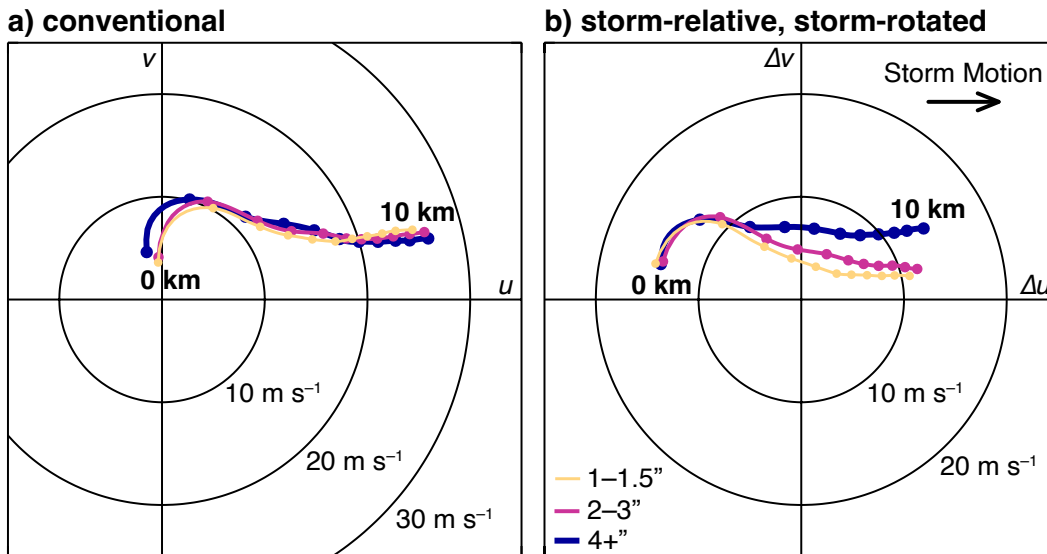 a) conventional
v
10 km
0 km
u
10 m s⁻¹
20 m s⁻¹
30 m s⁻¹
b) storm-relative, storm-rotated
Δv
Storm Motion
10 km
0 km
Δu
10 m s⁻¹
20 m s⁻¹
1–1.5”
2–3”
4+”